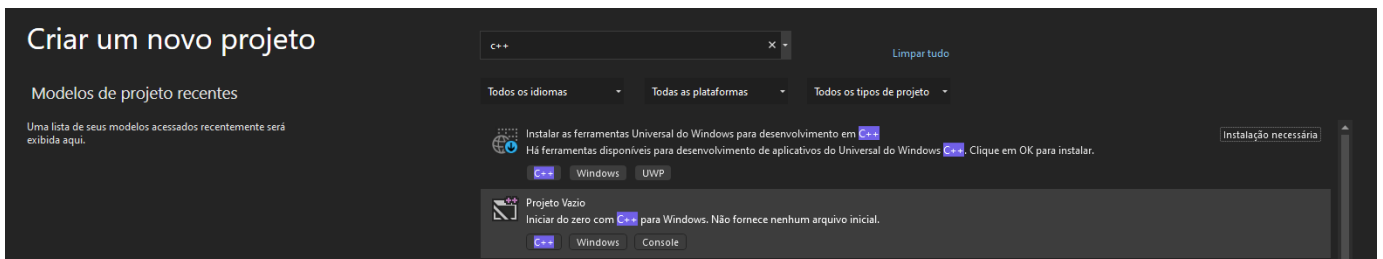 Criar um novo projeto
c++
Limpar tudo
Modelos de projeto recentes
Todos os idiomas
Todas as plataformas
Todos os tipos de projeto
Uma lista de seus modelos acessados recentemente será
exibida aqui.
Instalar as ferramentas Universal do Windows para desenvolvimento em C++
Instalação necessária
Há ferramentas disponíveis para desenvolvimento de aplicativos do Universal do Windows C++. Clique em OK para instalar.
C++ Windows UWP
Projeto Vazio
Iniciar do zero com C++ para Windows. Não fornece nenhum arquivo inicial.
C++ Windows Console